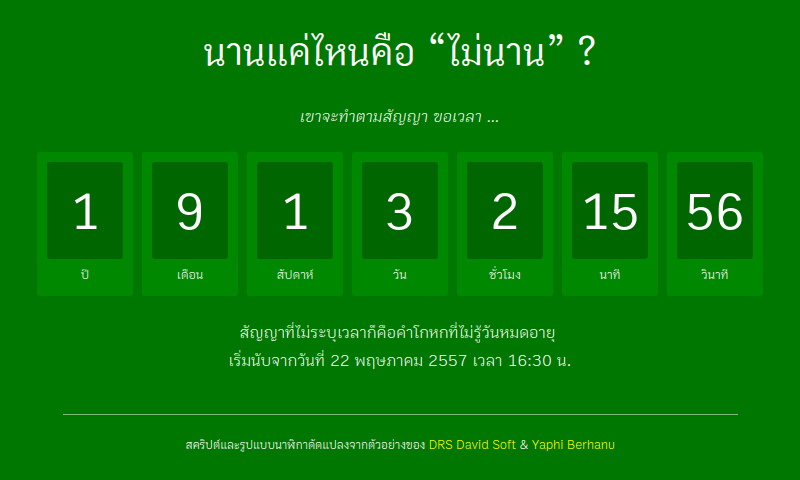 นานแค่ไหนคือ “ไม่นาน” ?
เขาจะทำตามสัญญา ขอเวลา ...
1 9 1 3 2 15 56
ปี เดือน สัปดาห์ วัน ชั่วโมง นาที วินาที
สัญญาที่ไม่ระบุเวลาก็คือคำโกหกที่ไม่รู้วันหมดอายุ
เริ่มนับจากวันที่ 22 พฤษภาคม 2557 เวลา 16:30 น.
สคริปต์และรูปแบบนาฬิกาดัดแปลงจากตัวอย่างของ DRS David Soft & Yaphi Berhanu